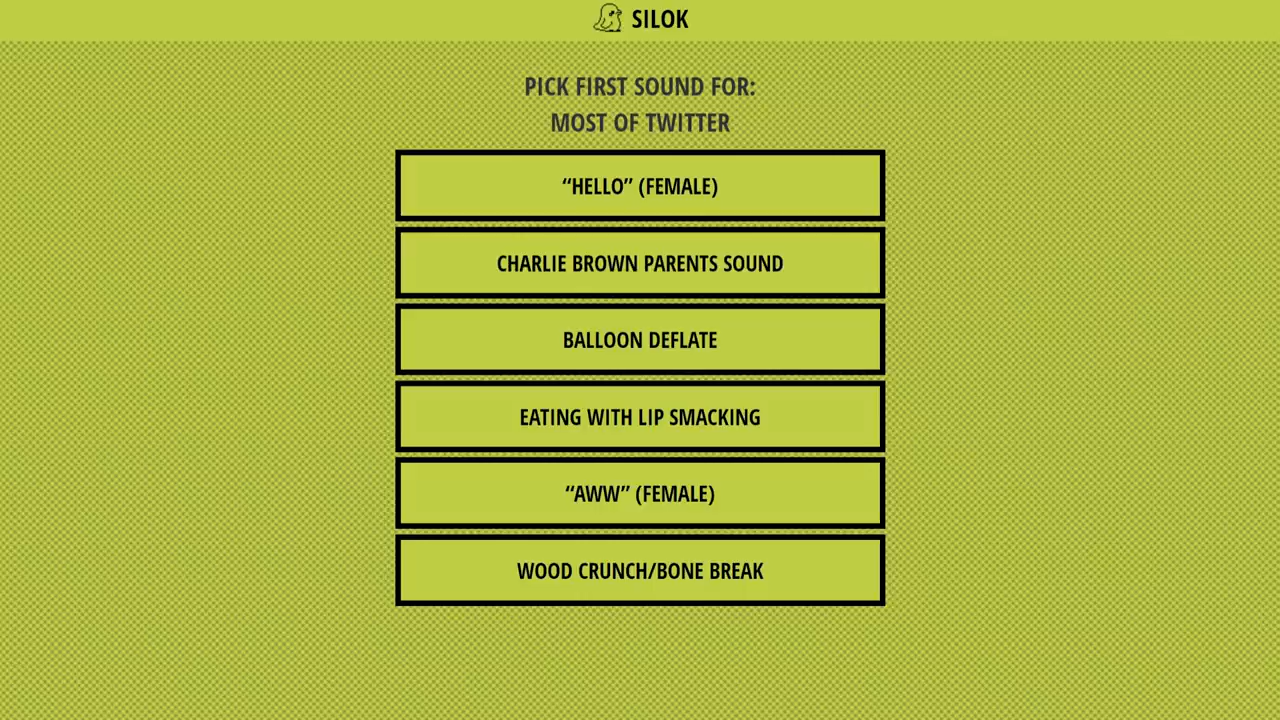 SILOK
PICK FIRST SOUND FOR:
MOST OF TWITTER
“HELLO” (FEMALE)
CHARLIE BROWN PARENTS SOUND
BALLOON DEFLATE
EATING WITH LIP SMACKING
“AWW” (FEMALE)
WOOD CRUNCH/BONE BREAK